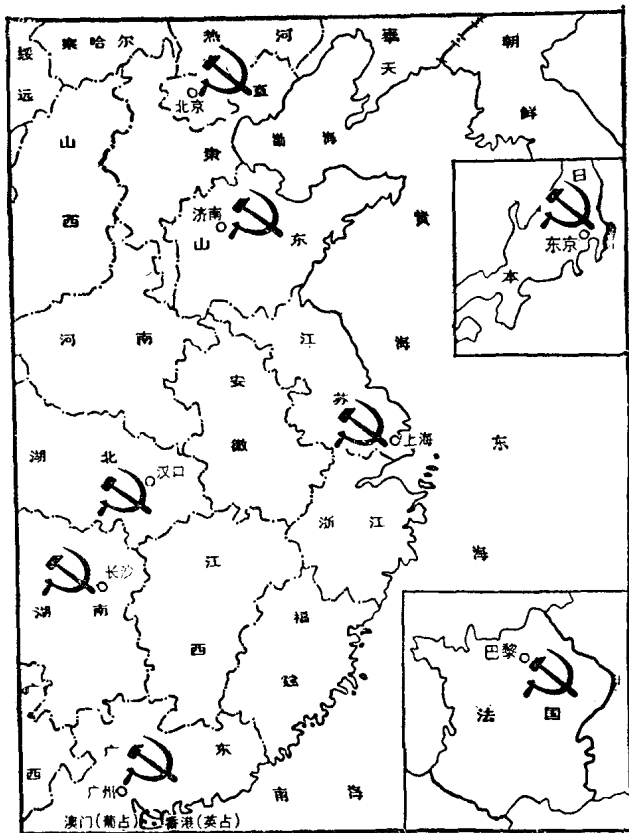 绥远
察哈尔
热河
奉天
朝鲜
北京
直
山西
隶
渤海
济南
山东
黄海
日本
东京
河南
江苏
安徽
上海
东海
湖北
汉口
浙江
长沙
湖南
江西
福建
巴黎
法国
广东
西
广州
南海
澳门(葡占)
香港(英占)